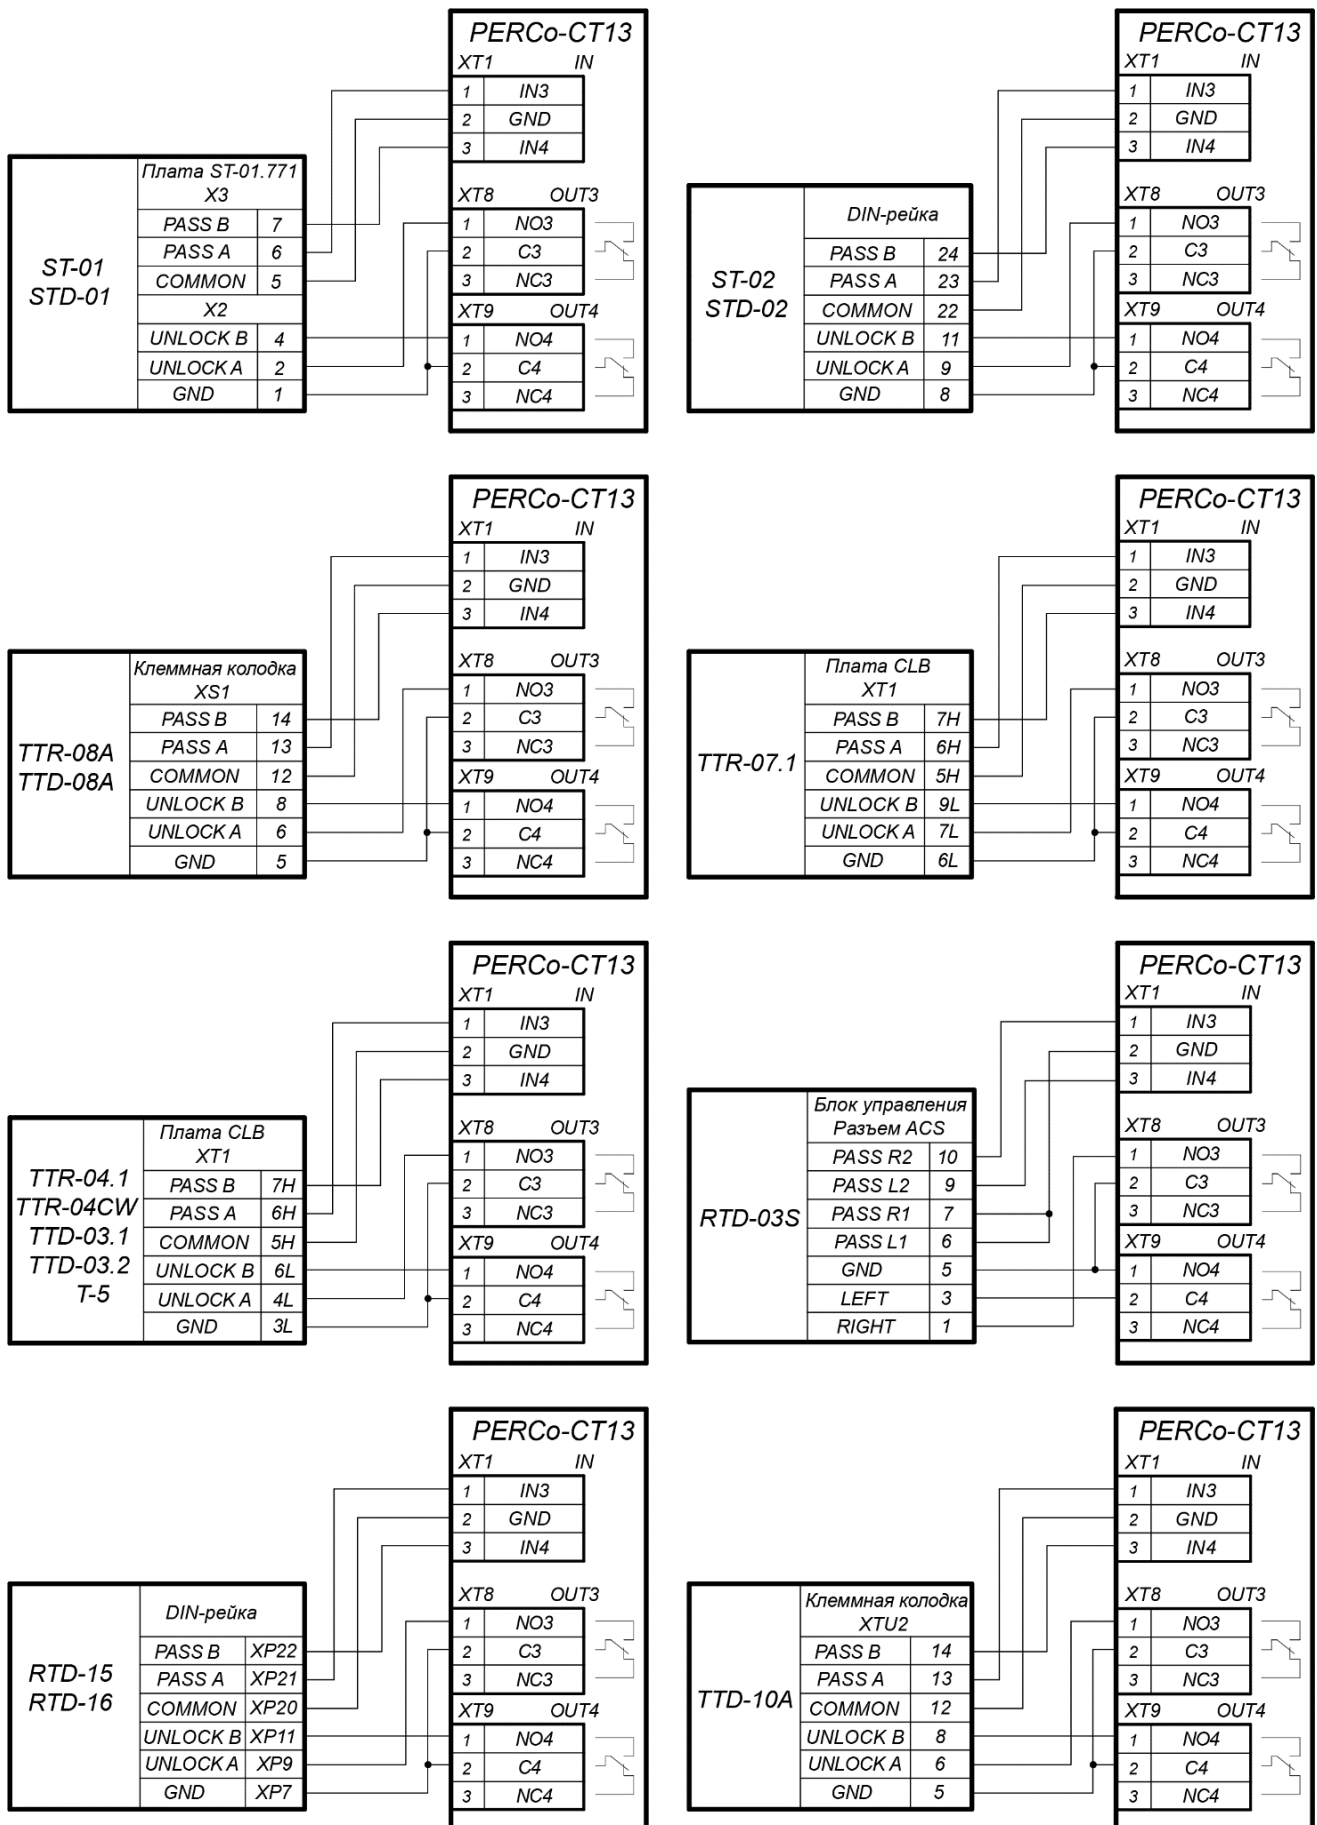 PERCo-CT13
XT1 IN
1 IN3
2 GND
3 IN4
ST-01
STD-01
Плата ST-01.771
X3
PASS B 7
PASS A 6
COMMON 5
X2
UNLOCK B 4
UNLOCK A 2
GND 1
XT8 OUT3
1 NO3
2 C3
3 NC3
XT9 OUT4
1 NO4
2 C4
3 NC4
PERCo-CT13
XT1 IN
1 IN3
2 GND
3 IN4
ST-02
STD-02
DIN-рейка
PASS B 24
PASS A 23
COMMON 22
UNLOCK B 11
UNLOCK A 9
GND 8
XT8 OUT3
1 NO3
2 C3
3 NC3
XT9 OUT4
1 NO4
2 C4
3 NC4
PERCo-CT13
XT1 IN
1 IN3
2 GND
3 IN4
TTR-08A
TTD-08A
Клеммная колодка
XS1
PASS B 14
PASS A 13
COMMON 12
UNLOCK B 8
UNLOCK A 6
GND 5
XT8 OUT3
1 NO3
2 C3
3 NC3
XT9 OUT4
1 NO4
2 C4
3 NC4
PERCo-CT13
XT1 IN
1 IN3
2 GND
3 IN4
TTR-07.1
Плата CLB
XT1
PASS B 7H
PASS A 6H
COMMON 5H
UNLOCK B 9L
UNLOCK A 7L
GND 6L
XT8 OUT3
1 NO3
2 C3
3 NC3
XT9 OUT4
1 NO4
2 C4
3 NC4
PERCo-CT13
XT1 IN
1 IN3
2 GND
3 IN4
TTR-04.1
TTR-04CW
TTD-03.1
TTD-03.2
T-5
Плата CLB
XT1
PASS B 7H
PASS A 6H
COMMON 5H
UNLOCK B 6L
UNLOCK A 4L
GND 3L
XT8 OUT3
1 NO3
2 C3
3 NC3
XT9 OUT4
1 NO4
2 C4
3 NC4
PERCo-CT13
XT1 IN
1 IN3
2 GND
3 IN4
RTD-03S
Блок управления
Разъем ACS
PASS R2 10
PASS L2 9
PASS R1 7
PASS L1 6
GND 5
LEFT 3
RIGHT 1
XT8 OUT3
1 NO3
2 C3
3 NC3
XT9 OUT4
1 NO4
2 C4
3 NC4
PERCo-CT13
XT1 IN
1 IN3
2 GND
3 IN4
RTD-15
RTD-16
DIN-рейка
PASS B XP22
PASS A XP21
COMMON XP20
UNLOCK B XP11
UNLOCK A XP9
GND XP7
XT8 OUT3
1 NO3
2 C3
3 NC3
XT9 OUT4
1 NO4
2 C4
3 NC4
PERCo-CT13
XT1 IN
1 IN3
2 GND
3 IN4
TTD-10A
Клеммная колодка
XTU2
PASS B 14
PASS A 13
COMMON 12
UNLOCK B 8
UNLOCK A 6
GND 5
XT8 OUT3
1 NO3
2 C3
3 NC3
XT9 OUT4
1 NO4
2 C4
3 NC4